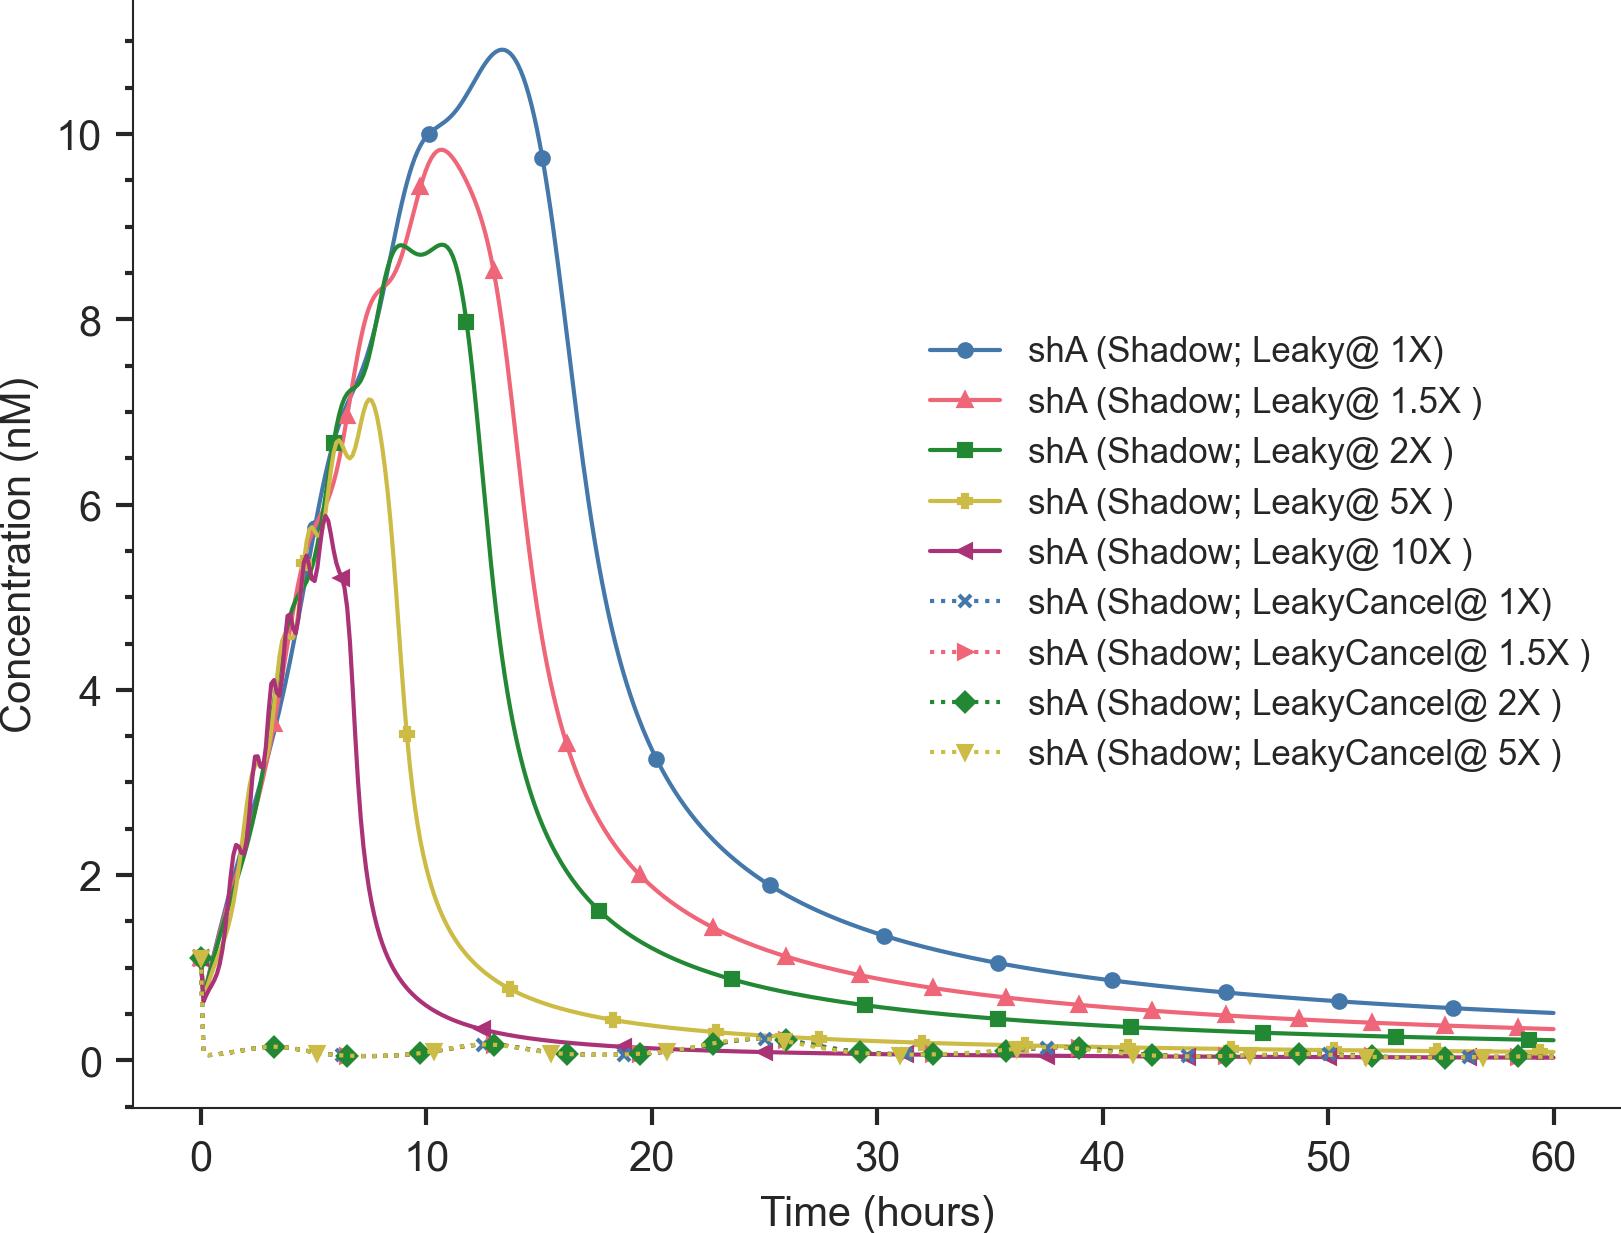 Concentration (nM)
10
8
6
4
2
0
shA (Shadow; Leaky@ 1X)
shA (Shadow; Leaky@ 1.5X )
shA (Shadow; Leaky@ 2X )
shA (Shadow; Leaky@ 5X )
shA (Shadow; Leaky@ 10X )
shA (Shadow; LeakyCancel@ 1X)
shA (Shadow; LeakyCancel@ 1.5X )
shA (Shadow; LeakyCancel@ 2X )
shA (Shadow; LeakyCancel@ 5X )
0 10 20 30 40 50 60
Time (hours)